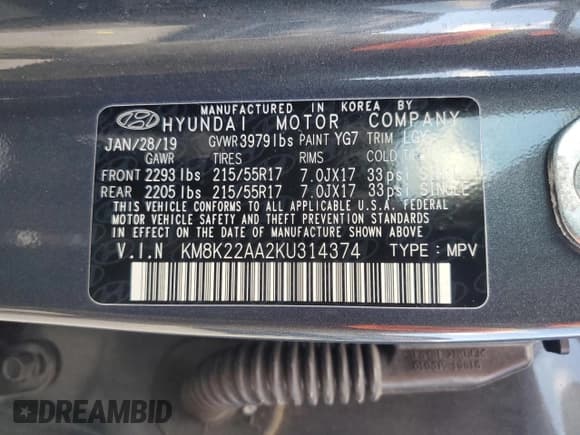 MANUFACTURED IN KOREA BY
HYUNDAI MOTOR COMPANY
JAN/28/19 GVWR 3979lbs PAINT YG7 TRIM
GAWR TIRES RIMS COLD
FRONT 2293 lbs 215/55R17 7.0JX17 33psi SINGLE
REAR 2205 lbs 215/55R17 7.0JX17 33psi SINGLE
THIS VEHICLE CONFORMS TO ALL APPLICABLE U.S.A. FEDERAL
MOTOR VEHICLE SAFETY AND THEFT PREVENTION STANDARDS
IN EFFECT ON THE DATE OF MANUFACTURE SHOWN ABOVE.
V.I.N KM8K22AA2KU314374 TYPE : MPV
DREAMBID